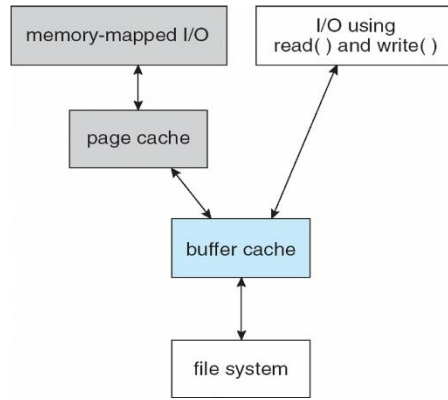 memory-mapped I/O
I/O using
read( ) and write( )
page cache
buffer cache
file system